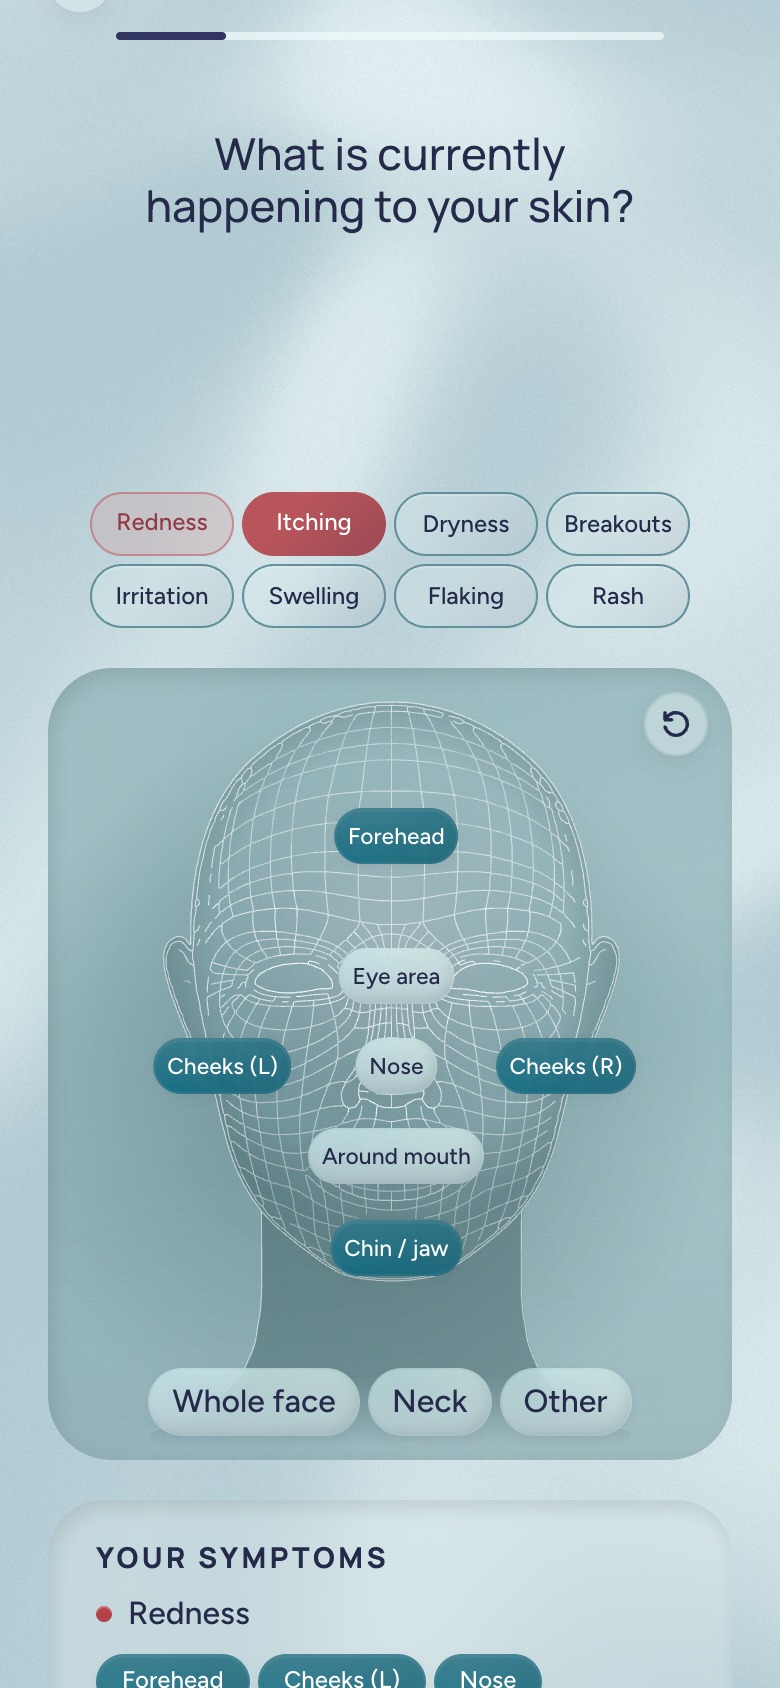 What is currently
happening to your skin?
Redness Itching Dryness Breakouts
Irritation Swelling Flaking Rash
Forehead
Eye area
Cheeks (L) Nose Cheeks (R)
Around mouth
Chin / jaw
Whole face Neck Other
YOUR SYMPTOMS
Redness
Forehead Cheeks (L) Nose